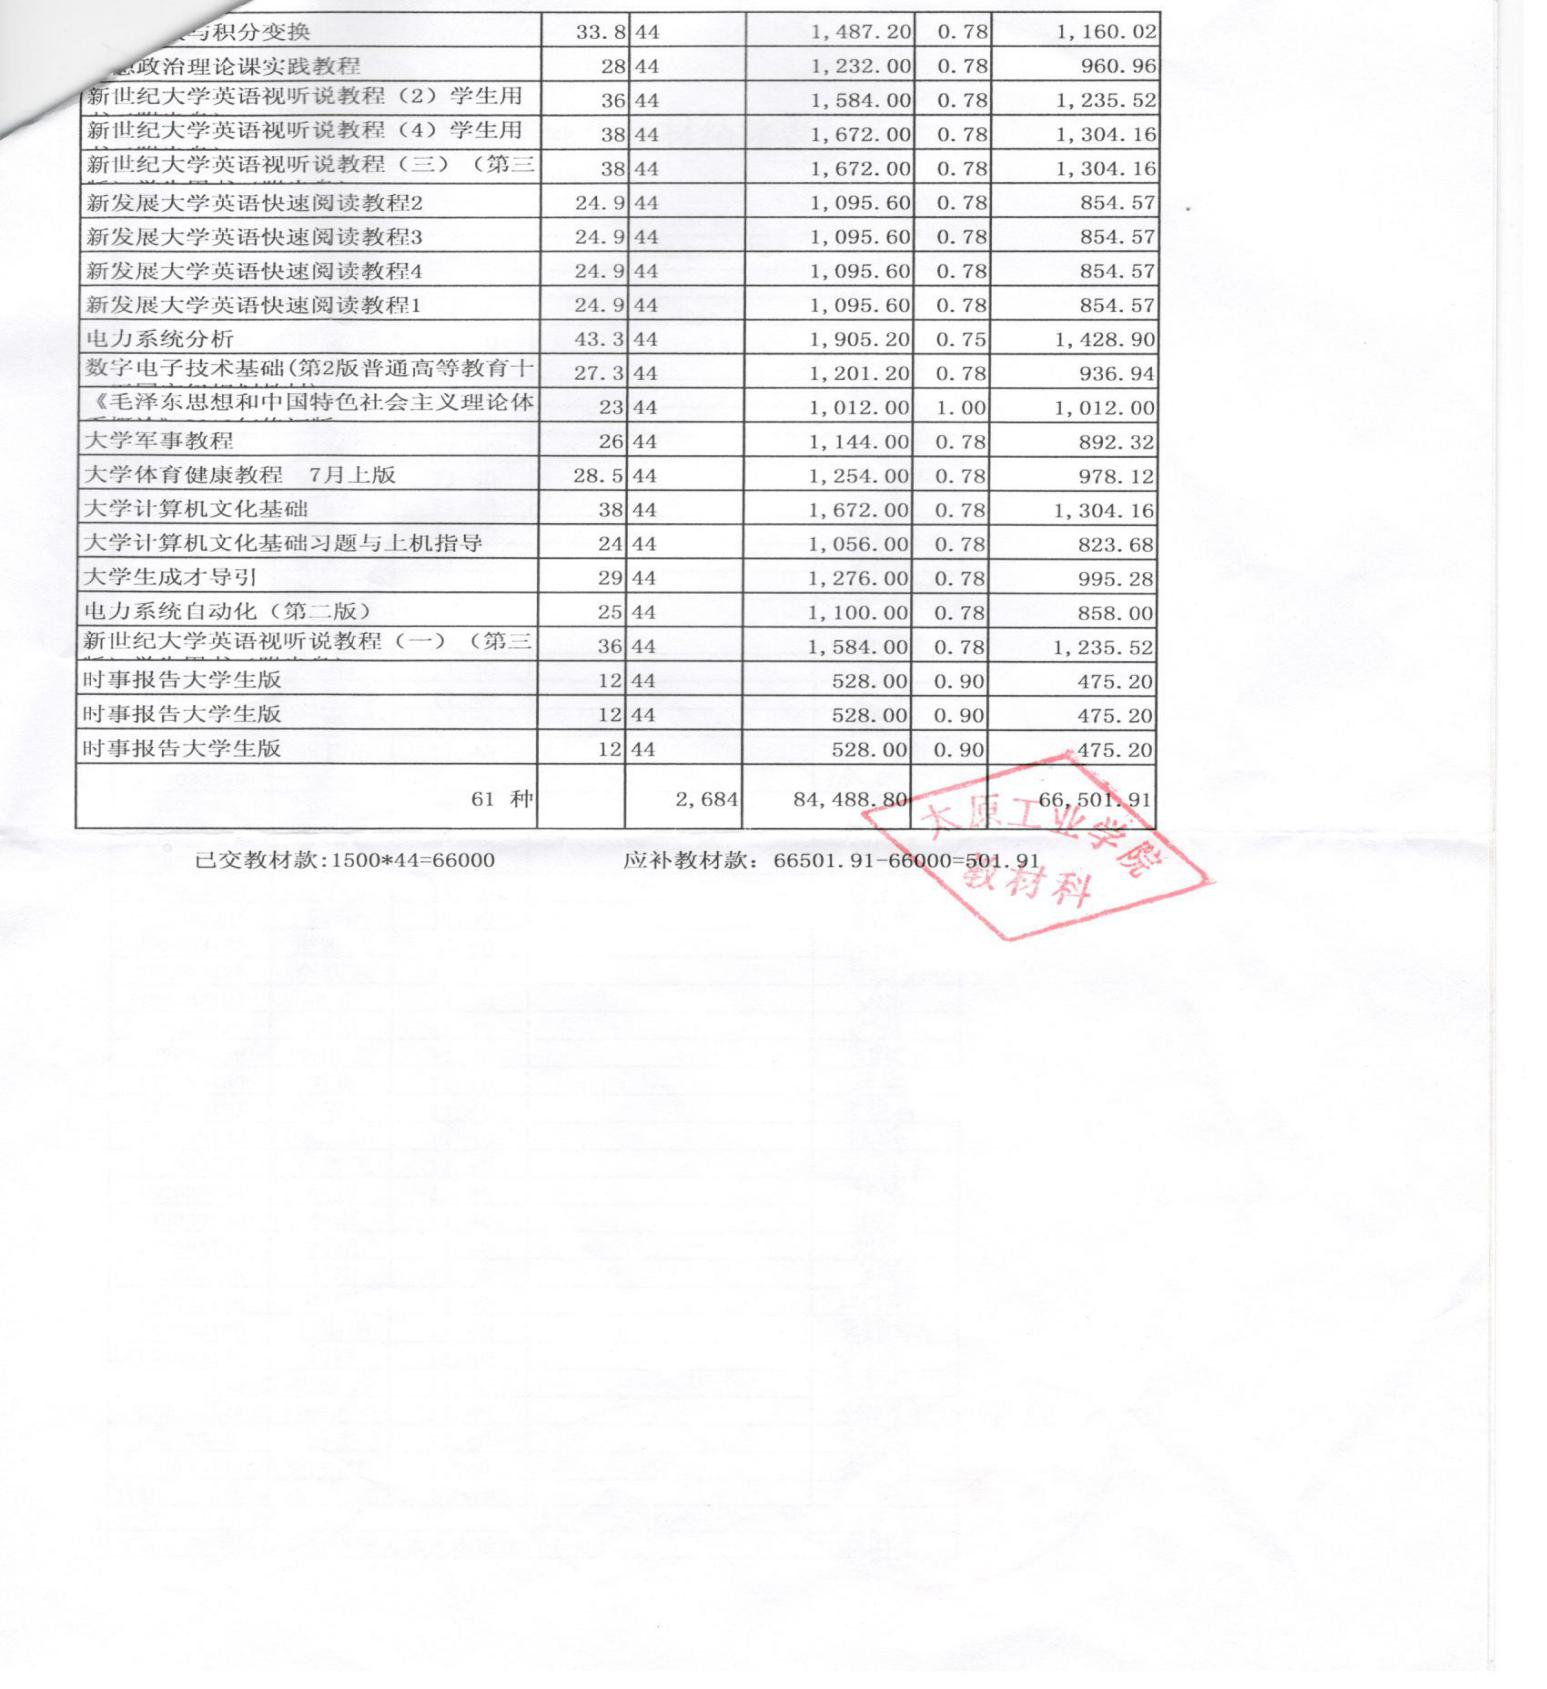 与积分变换 33.8 44 1,487.20 0.78 1,160.02
政治理论课实践教程 28 44 1,232.00 0.78 960.96
新世纪大学英语视听说教程（2）学生用 36 44 1,584.00 0.78 1,235.52
新世纪大学英语视听说教程（4）学生用 38 44 1,672.00 0.78 1,304.16
新世纪大学英语视听说教程（三）（第三 38 44 1,672.00 0.78 1,304.16
新发展大学英语快速阅读教程2 24.9 44 1,095.60 0.78 854.57
新发展大学英语快速阅读教程3 24.9 44 1,095.60 0.78 854.57
新发展大学英语快速阅读教程4 24.9 44 1,095.60 0.78 854.57
新发展大学英语快速阅读教程1 24.9 44 1,095.60 0.78 854.57
电力系统分析 43.3 44 1,905.20 0.75 1,428.90
数字电子技术基础(第2版普通高等教育十 27.3 44 1,201.20 0.78 936.94
《毛泽东思想和中国特色社会主义理论体 23 44 1,012.00 1.00 1,012.00
大学军事教程 26 44 1,144.00 0.78 892.32
大学体育健康教程 7月上版 28.5 44 1,254.00 0.78 978.12
大学计算机文化基础 38 44 1,672.00 0.78 1,304.16
大学计算机文化基础习题与上机指导 24 44 1,056.00 0.78 823.68
大学生成才导引 29 44 1,276.00 0.78 995.28
电力系统自动化（第二版） 25 44 1,100.00 0.78 858.00
新世纪大学英语视听说教程（一）（第三 36 44 1,584.00 0.78 1,235.52
时事报告大学生版 12 44 528.00 0.90 475.20
时事报告大学生版 12 44 528.00 0.90 475.20
时事报告大学生版 12 44 528.00 0.90 475.20
61 种 2,684 84,488.80 66,501.91
已交教材款:1500*44=66000 应补教材款：66501.91-66000=501.91
太原工业学院
教材科